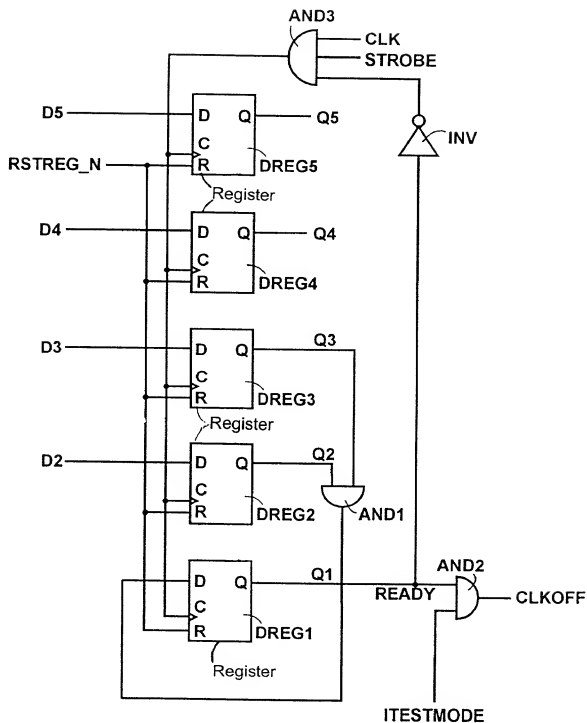 AND3
CLK
STROBE
D5
D Q
Q5
INV
C
RSTREG_N
R
DREG5
Register
D4
D Q
Q4
C
R
DREG4
D3
D Q
Q3
C
R
DREG3
Register
D2
D Q
Q2
C
AND1
R
DREG2
AND2
D Q
Q1
READY
CLKOFF
C
R
DREG1
Register
ITESTMODE